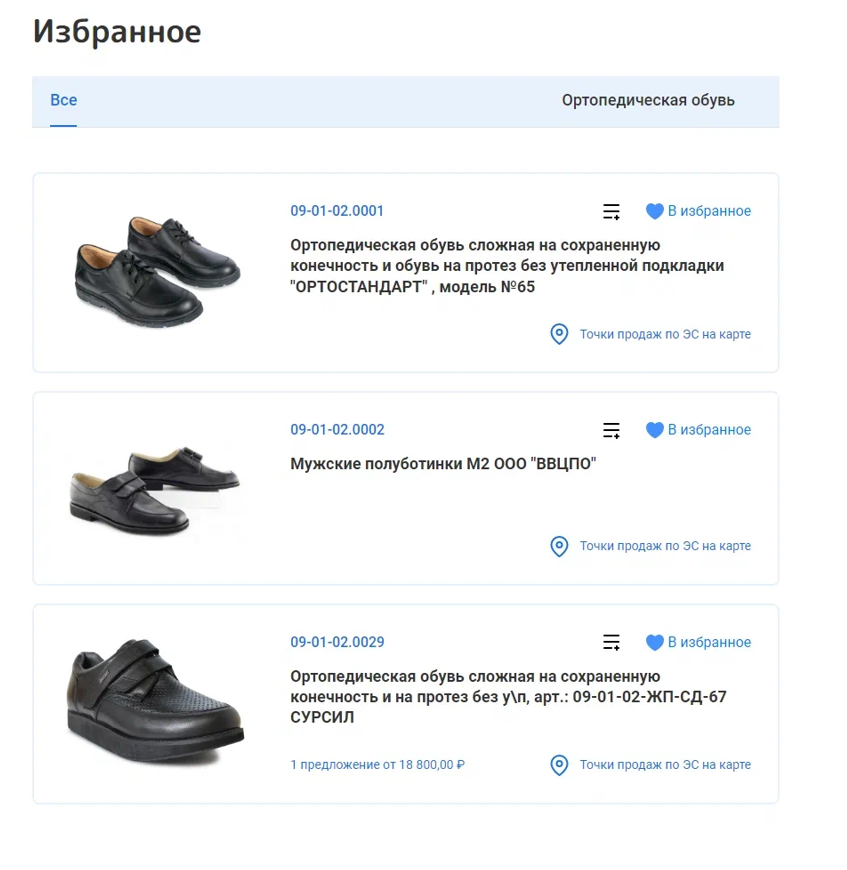 Избранное
Все
Ортопедическая обувь
09-01-02.0001
В избранное
Ортопедическая обувь сложная на сохраненную
конечность и обувь на протез без утепленной подкладки
"ОРТОСТАНДАРТ" , модель №65
Точки продаж по ЭС на карте
09-01-02.0002
В избранное
Мужские полуботинки М2 ООО "ВВЦПО"
Точки продаж по ЭС на карте
09-01-02.0029
В избранное
Ортопедическая обувь сложная на сохраненную
конечность и на протез без у\п, арт.: 09-01-02-ЖП-СД-67
СУРСИЛ
1 предложение от 18 800,00 ₽
Точки продаж по ЭС на карте